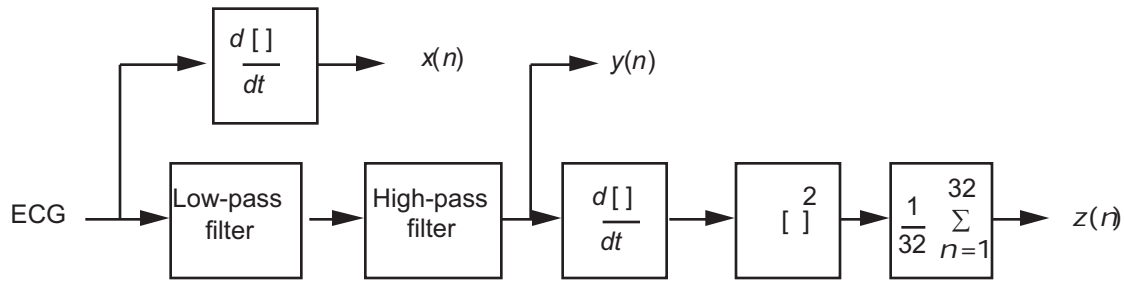 d [ ]
dt
x(n)
y(n)
ECG
Low-pass
filter
High-pass
filter
d [ ]
dt
[ ]2
1
32
32
Σ
n=1
z(n)